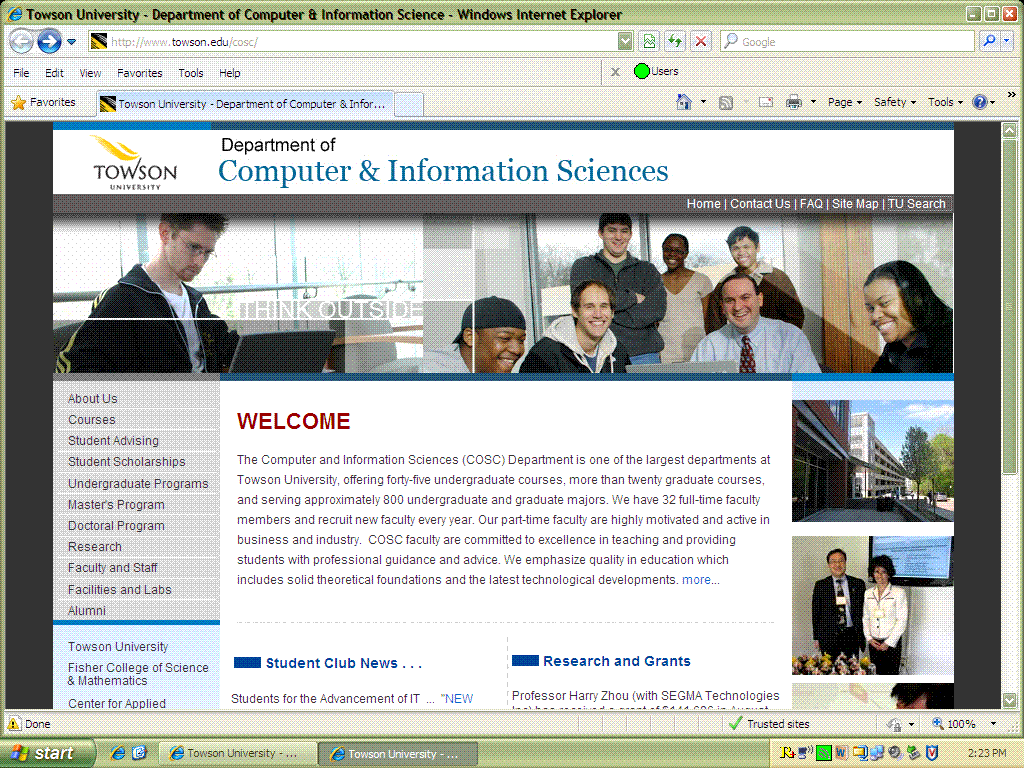 Towson University - Department of Computer & Information Science - Windows Internet Explorer
http://www.towson.edu/cosc/
Google
File Edit View Favorites Tools Help
x Users
Favorites
Towson University - Department of Computer & Infor...
Page Safety Tools
TOWSON
UNIVERSITY
Department of
Computer & Information Sciences
Home | Contact Us | FAQ | Site Map | TU Search
THINK OUTSIDE
About Us
Courses
Student Advising
Student Scholarships
Undergraduate Programs
Master's Program
Doctoral Program
Research
Faculty and Staff
Facilities and Labs
Alumni
Towson University
Fisher College of Science
& Mathematics
Center for Applied
WELCOME
The Computer and Information Sciences (COSC) Department is one of the largest departments at
Towson University, offering forty-five undergraduate courses, more than twenty graduate courses,
and serving approximately 800 undergraduate and graduate majors. We have 32 full-time faculty
members and recruit new faculty every year. Our part-time faculty are highly motivated and active in
business and industry. COSC faculty are committed to excellence in teaching and providing
students with professional guidance and advice. We emphasize quality in education which
includes solid theoretical foundations and the latest technological developments. more...
Student Club News . . .
Students for the Advancement of IT ... "NEW
Research and Grants
Professor Harry Zhou (with SEGMA Technologies
Inc) has received a grant of in August
Done
Trusted sites
100%
start
Towson University - ...
Towson University - ...
2:23 PM